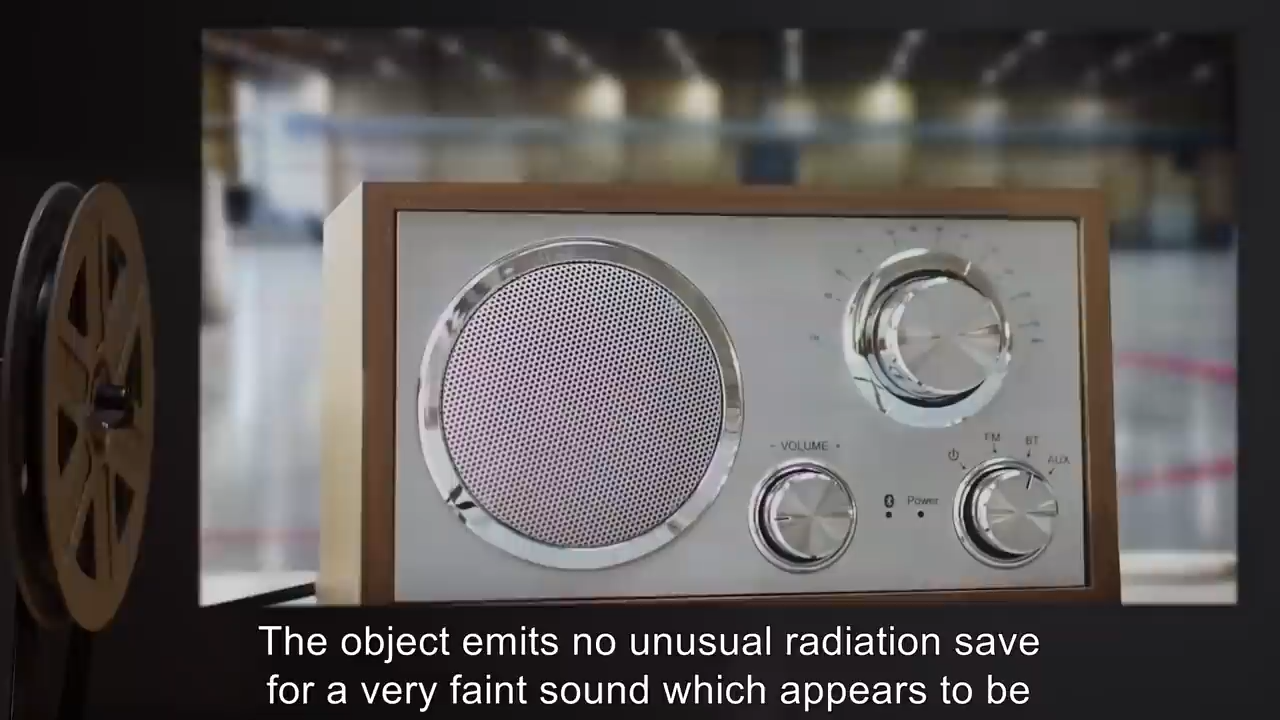 FM
BT
AUX
- VOLUME -
Power
The object emits no unusual radiation save
for a very faint sound which appears to be